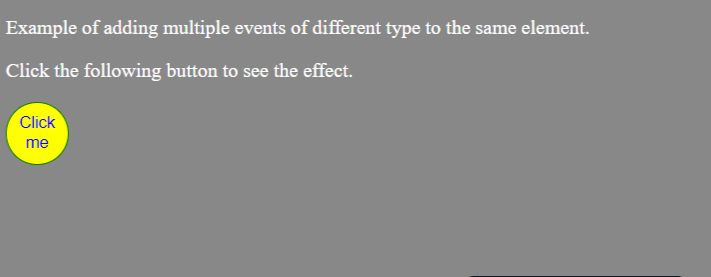 Example of adding multiple events of different type to the same element.
Click the following button to see the effect.
Click
me